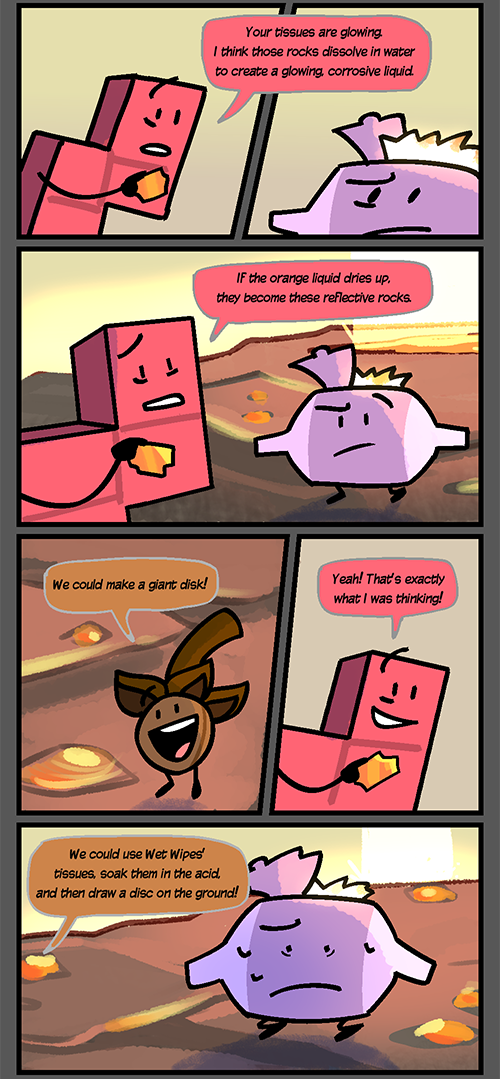 Your tissues are glowing.
I think those rocks dissolve in water
to create a glowing, corrosive liquid.
If the orange liquid dries up,
they become these reflective rocks.
We could make a giant disk!
Yeah! That's exactly
what I was thinking!
We could use Wet Wipes'
tissues, soak them in the acid,
and then draw a disc on the ground!